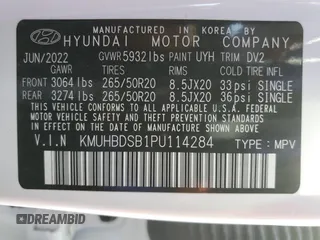 MANUFACTURED IN KOREA BY
HYUNDAI MOTOR COMPANY
JUN/2022 GVWR5932lbs PAINT UYH TRIM DV2
GAWR TIRES RIMS COLD TIRE PRESSURE
FRONT 3064lbs 265/50R20 8.5JX20 33psi SINGLE
REAR 3274lbs 265/50R20 8.5JX20 36psi SINGLE
THIS VEHICLE CONFORMS TO ALL APPLICABLE U.S. FEDERAL MOTOR VEHICLE
SAFETY AND THEFT PREVENTION STANDARDS IN EFFECT ON THE DATE OF
MANUFACTURE SHOWN ABOVE.
V.I.N KMUHBDSB1PU114284 TYPE: MPV
DREAMBID